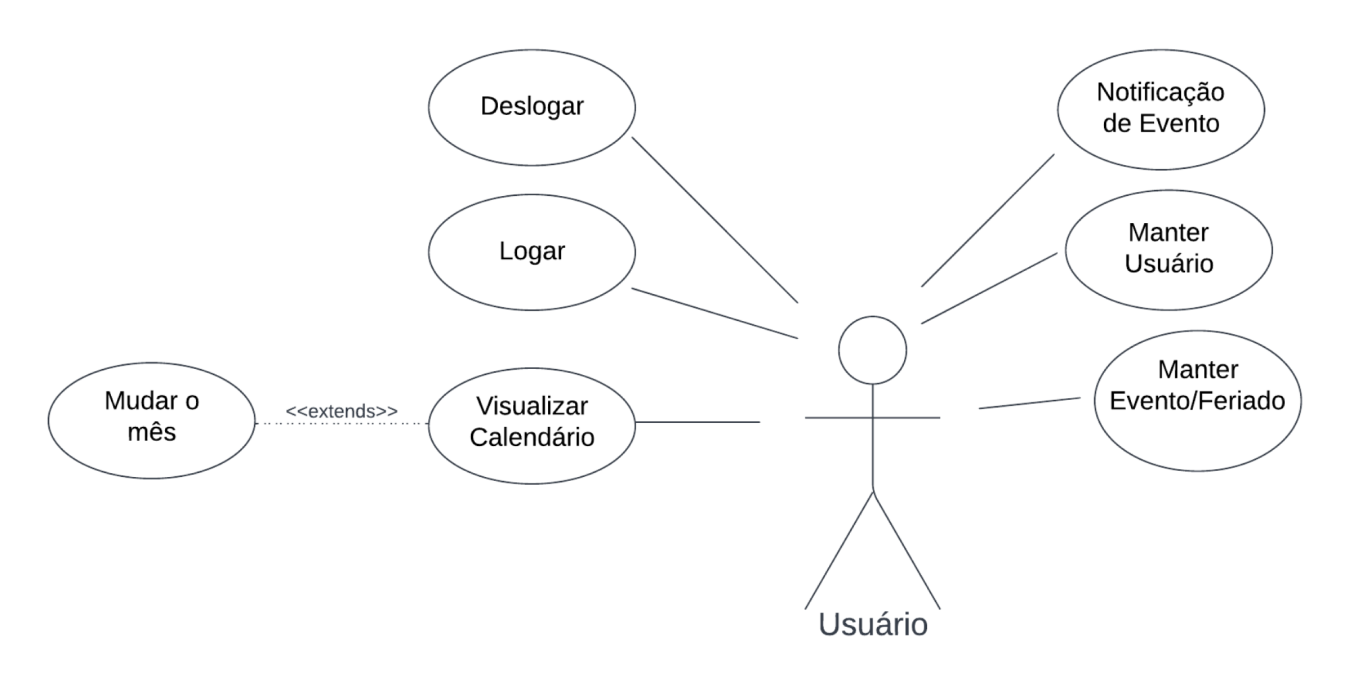 Deslogar
Notificação
de Evento
Logar
Manter
Usuário
Mudar o
mês
<<extends>>
Visualizar
Calendário
Manter
Evento/Feriado
Usuário